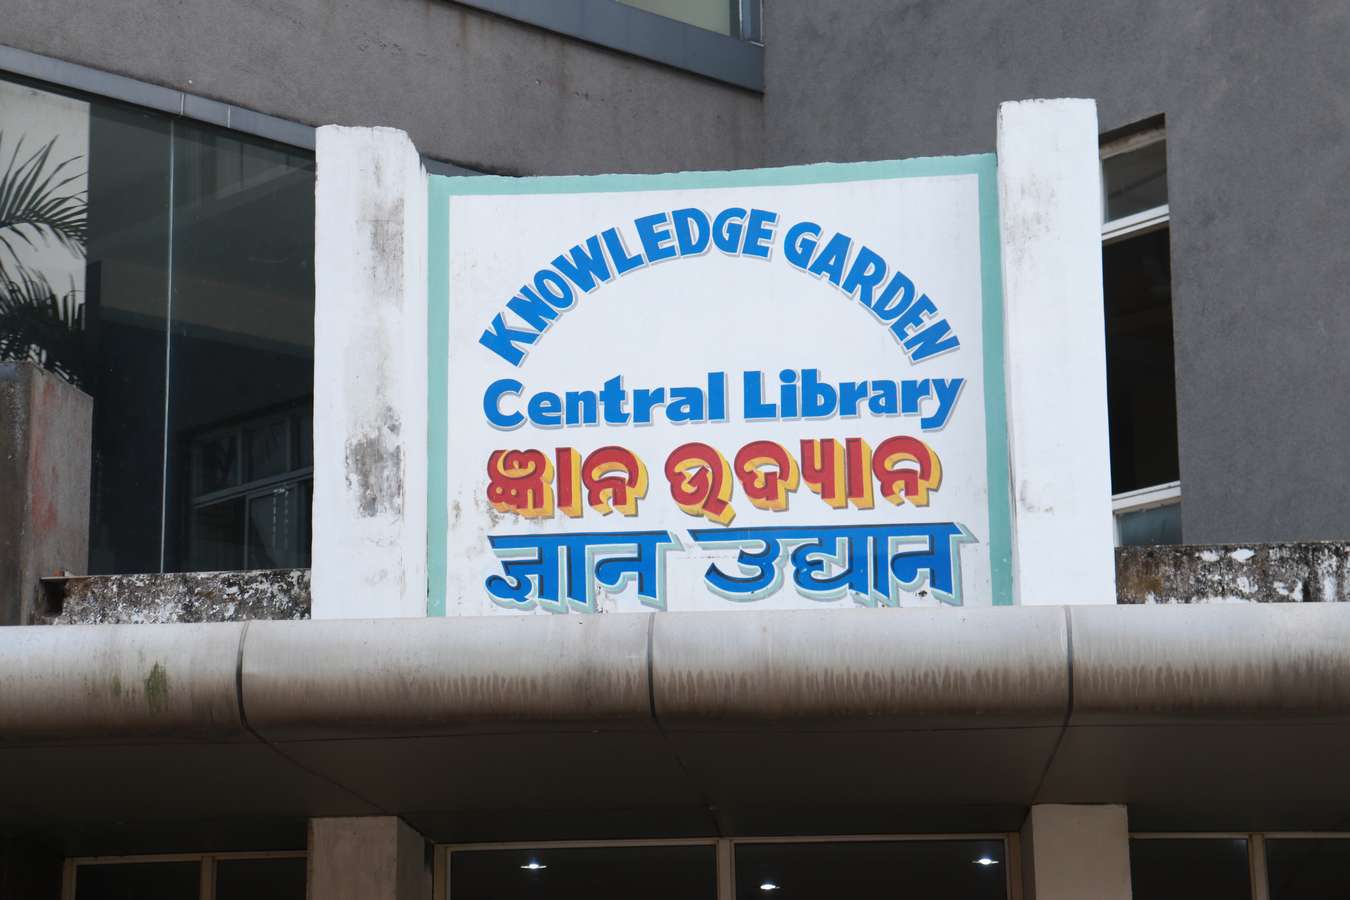 KNOWLEDGE GARDEN
Central Library
ଜ୍ଞାନ ଉଦ୍ୟାନ
ज्ञान उद्यान